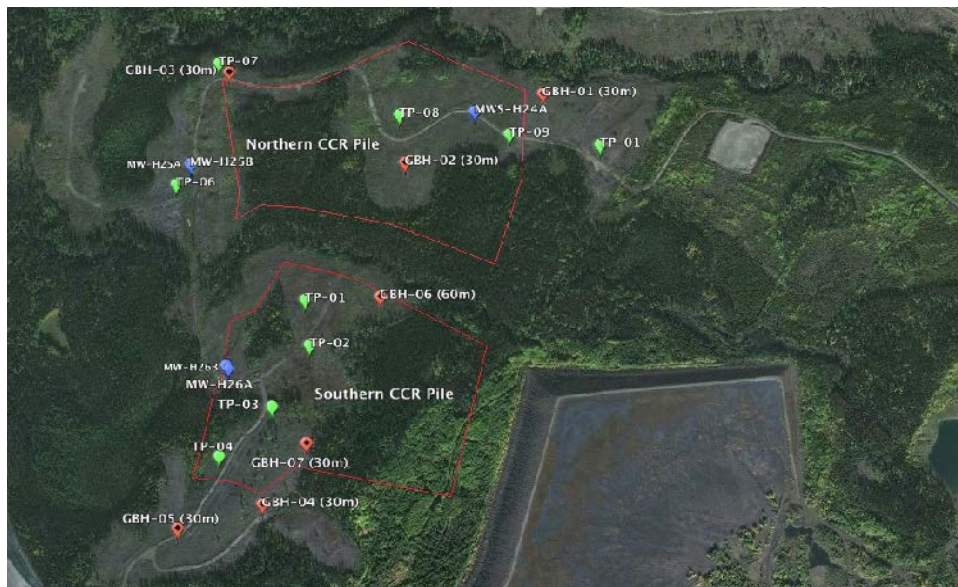 TP-07
GBH-03 (30m)
GBH-01 (30m)
TP-08
MWS-H24A
TP-09
TP-01
Northern CCR Pile
GBH-02 (30m)
MW-H25A
MW-H25B
TP-06
TP-01
GBH-06 (60m)
TP-02
MW-H26B
MW-H26A
Southern CCR Pile
TP-03
TP-04
GBH-07 (30m)
GBH-04 (30m)
GBH-05 (30m)